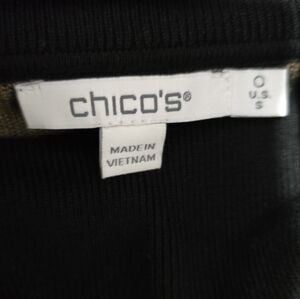 chico's®
0
U.S.
S
MADE IN
VIETNAM